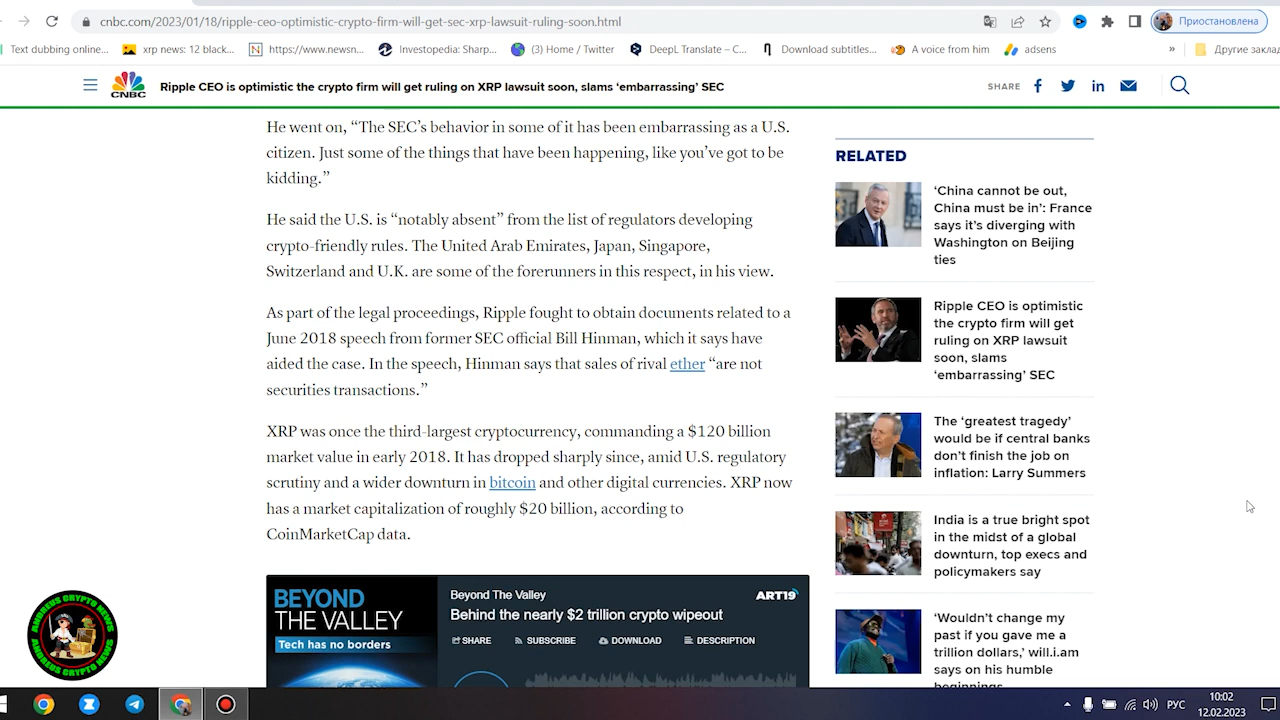 cnbc.com/2023/01/18/ripple-ceo-optimistic-crypto-firm-will-get-sec-xrp-lawsuit-ruling-soon.html
Приостановлена
Text dubbing online...
xrp news: 12 black...
https://www.newsn...
Investopedia: Sharp...
(3) Home / Twitter
DeepL Translate – C...
Download subtitles...
A voice from him
adsens
»
Другие закла
CNBC
Ripple CEO is optimistic the crypto firm will get ruling on XRP lawsuit soon, slams ‘embarrassing’ SEC
SHARE
He went on, “The SEC’s behavior in some of it has been embarrassing as a U.S.
citizen. Just some of the things that have been happening, like you’ve got to be
kidding.”
He said the U.S. is “notably absent” from the list of regulators developing
crypto-friendly rules. The United Arab Emirates, Japan, Singapore,
Switzerland and U.K. are some of the forerunners in this respect, in his view.
As part of the legal proceedings, Ripple fought to obtain documents related to a
June 2018 speech from former SEC official Bill Hinman, which it says have
aided the case. In the speech, Hinman says that sales of rival ether “are not
securities transactions.”
XRP was once the third-largest cryptocurrency, commanding a $120 billion
market value in early 2018. It has dropped sharply since, amid U.S. regulatory
scrutiny and a wider downturn in bitcoin and other digital currencies. XRP now
has a market capitalization of roughly $20 billion, according to
CoinMarketCap data.
BEYOND
THE VALLEY
Tech has no borders
Beyond The Valley
Behind the nearly $2 trillion crypto wipeout
ART19
SHARE
SUBSCRIBE
DOWNLOAD
DESCRIPTION
RELATED
‘China cannot be out,
China must be in’: France
says it’s diverging with
Washington on Beijing
ties
Ripple CEO is optimistic
the crypto firm will get
ruling on XRP lawsuit
soon, slams
‘embarrassing’ SEC
The ‘greatest tragedy’
would be if central banks
don’t finish the job on
inflation: Larry Summers
India is a true bright spot
in the midst of a global
downturn, top execs and
policymakers say
‘Wouldn’t change my
past if you gave me a
trillion dollars,’ will.i.am
says on his humble
beginnings
ANDREUS CRYPTO NEWS
ANDREUS CRYPTO NEWS
РУС
10:02
12.02.2023